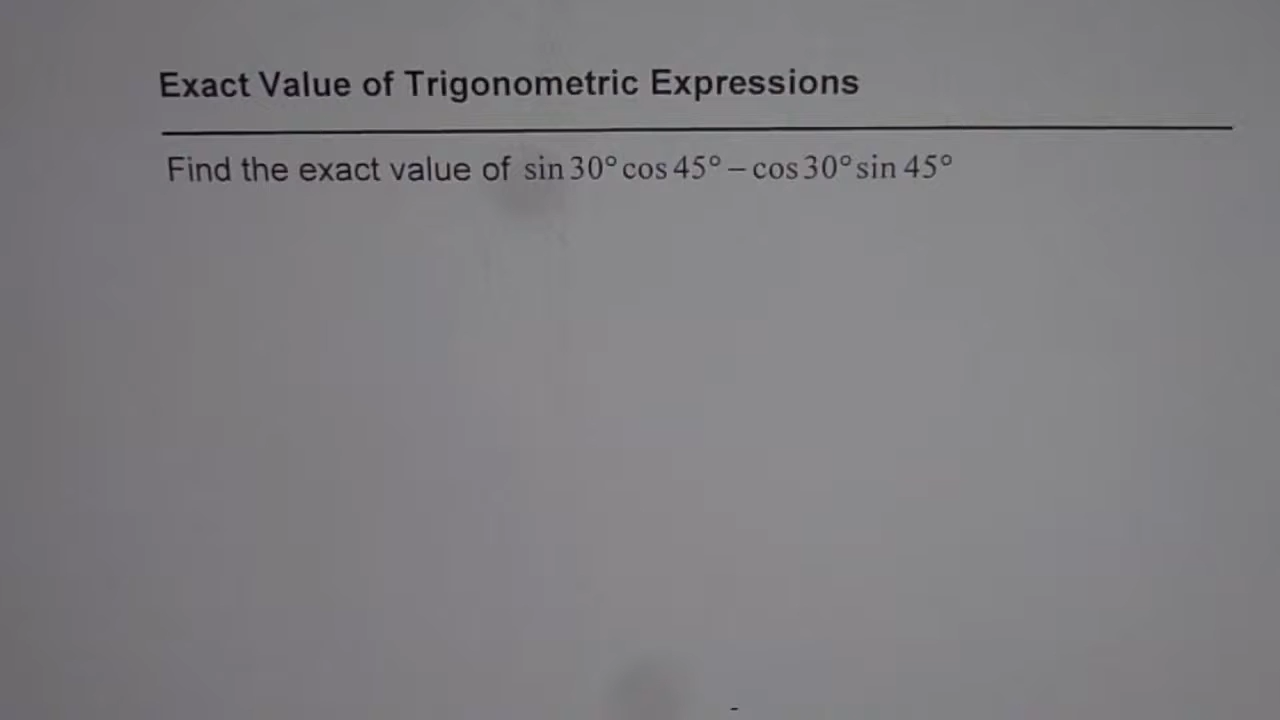 Exact Value of Trigonometric Expressions
Find the exact value of sin 30° cos 45° – cos 30° sin 45°